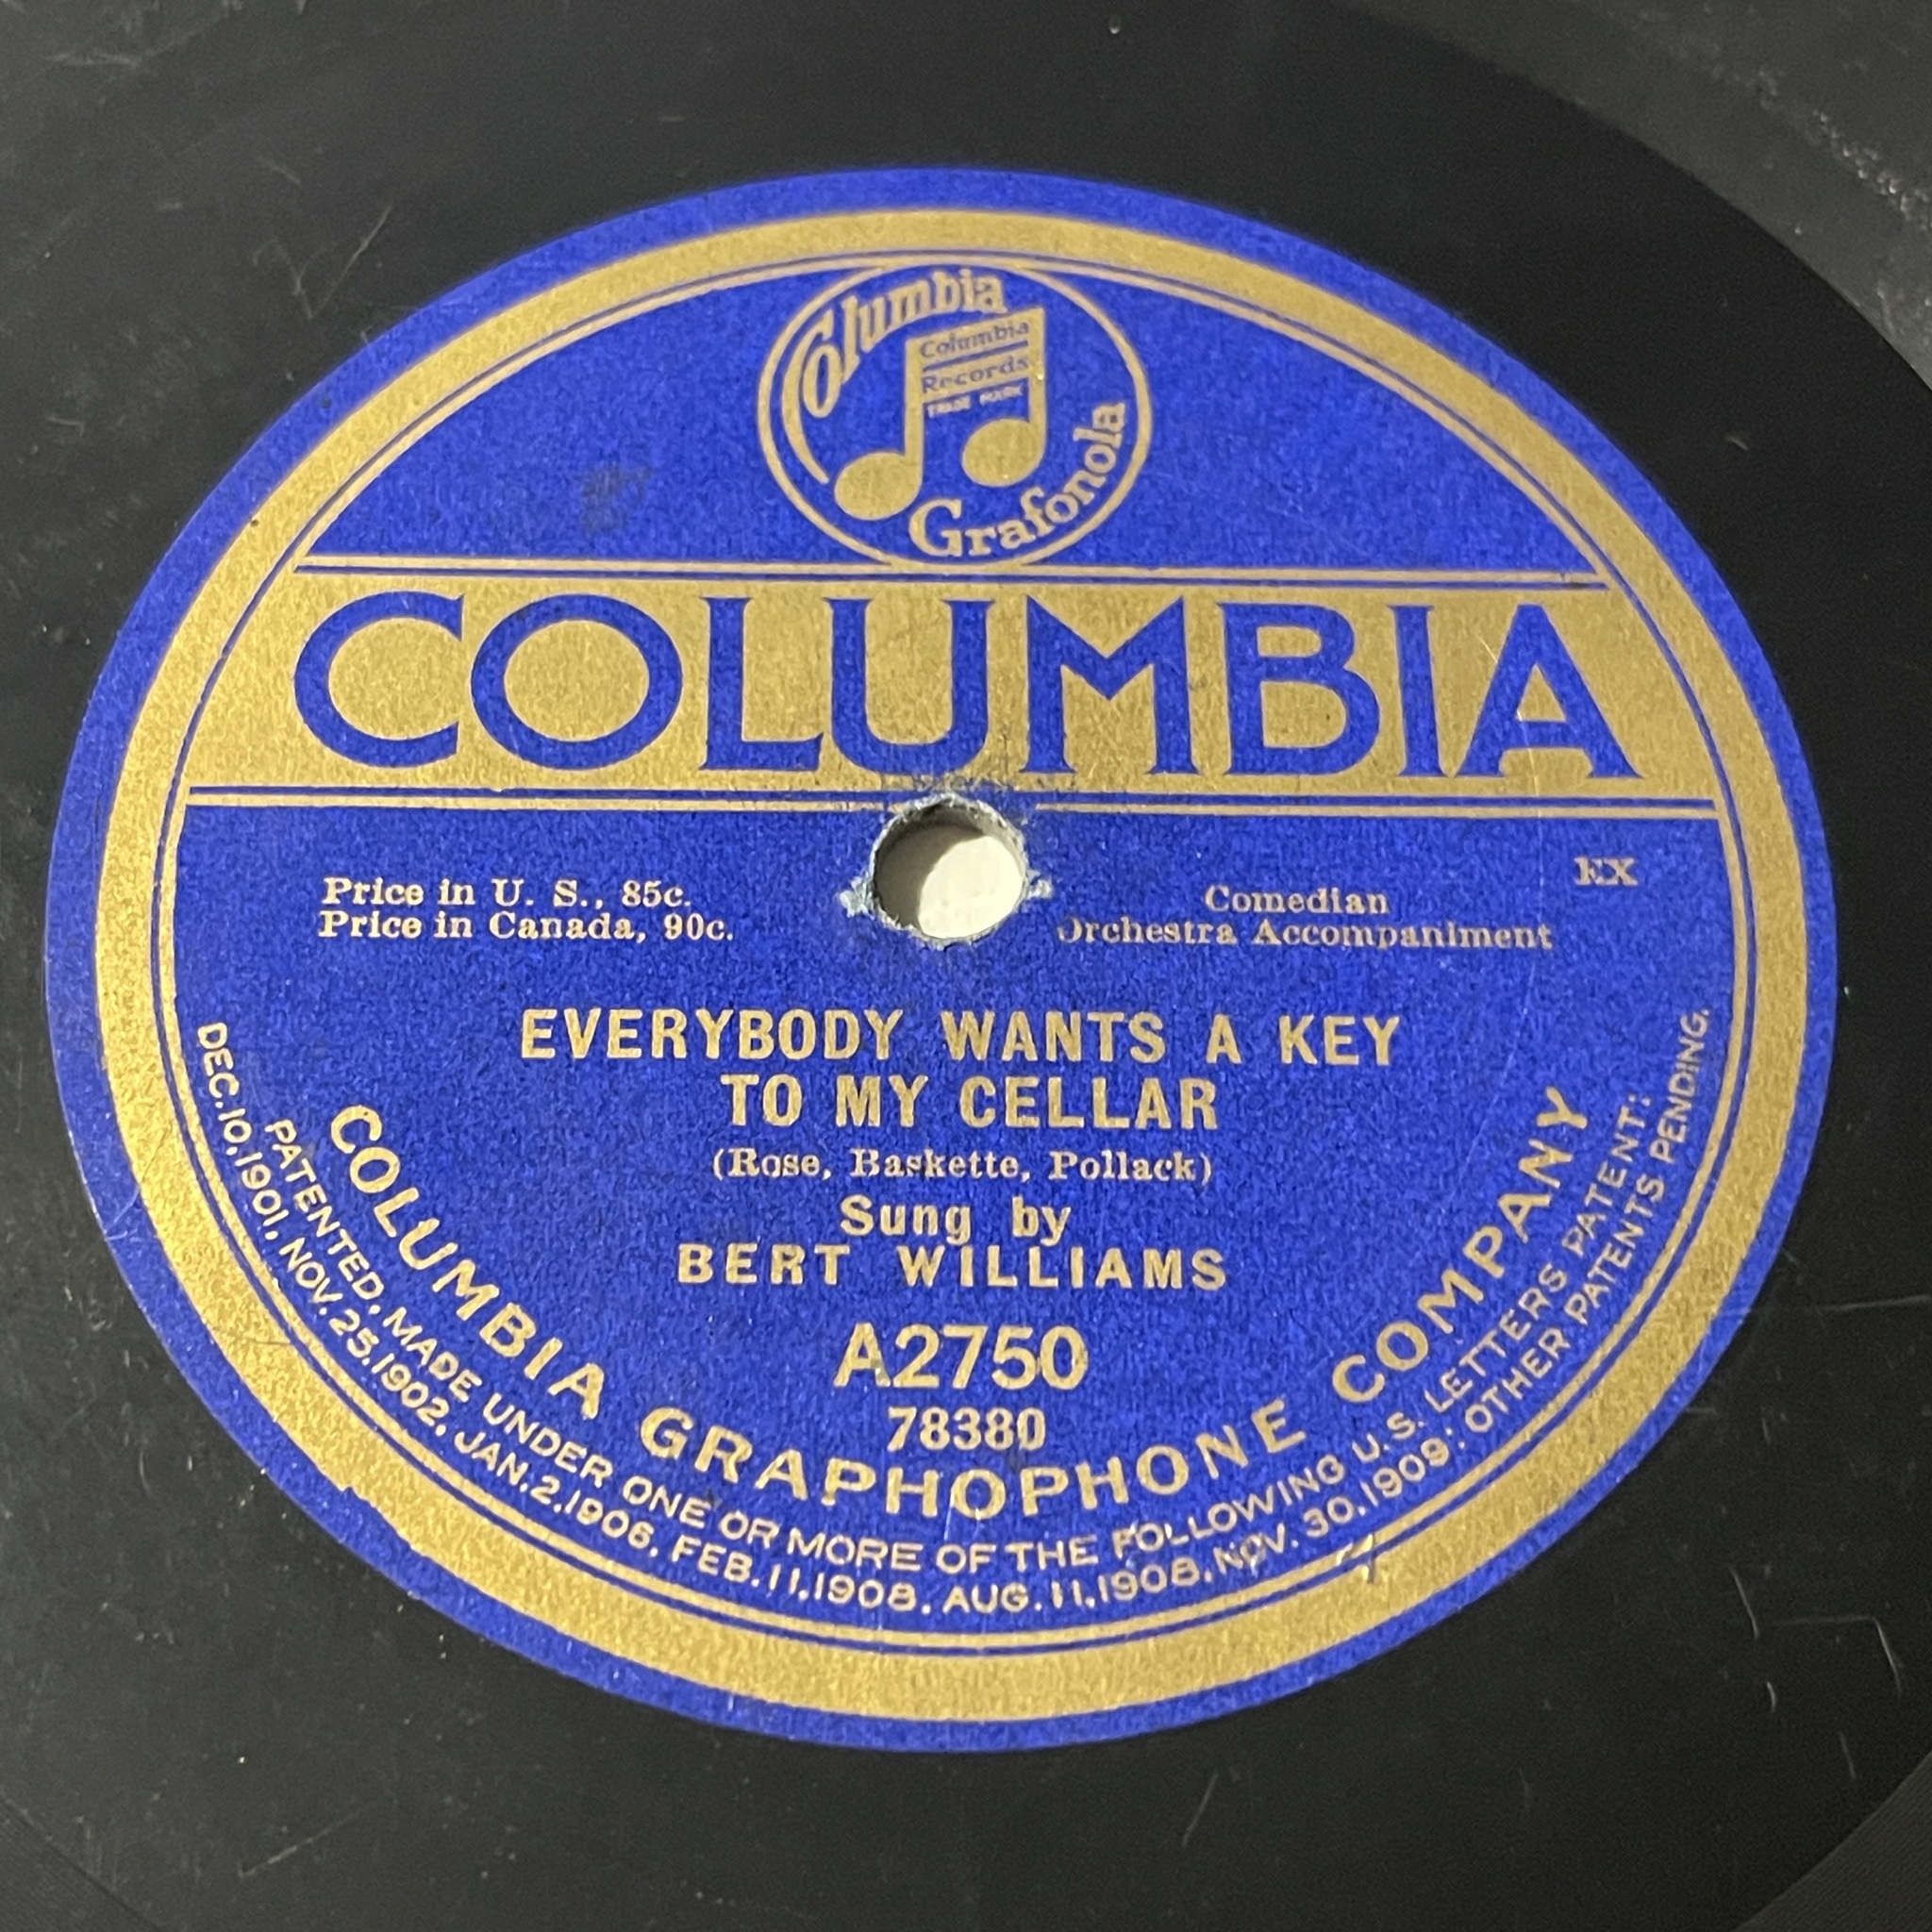 Columbia
Columbia
Records
TRADE MARK
Grafonola
COLUMBIA
Price in U. S., 85c.
Price in Canada, 90c.
EX
Comedian
Orchestra Accompaniment
EVERYBODY WANTS A KEY
TO MY CELLAR
(Rose, Baskette, Pollack)
Sung by
BERT WILLIAMS
A2750
78380
COLUMBIA GRAPHOPHONE COMPANY
PATENTED, MADE UNDER ONE OR MORE OF THE FOLLOWING U.S. LETTERS PATENT:
DEC.10,1901, NOV.25,1902, JAN.2,1906, FEB.11,1908, AUG.11,1908, NOV. 30,1909; OTHER PATENTS PENDING.
4